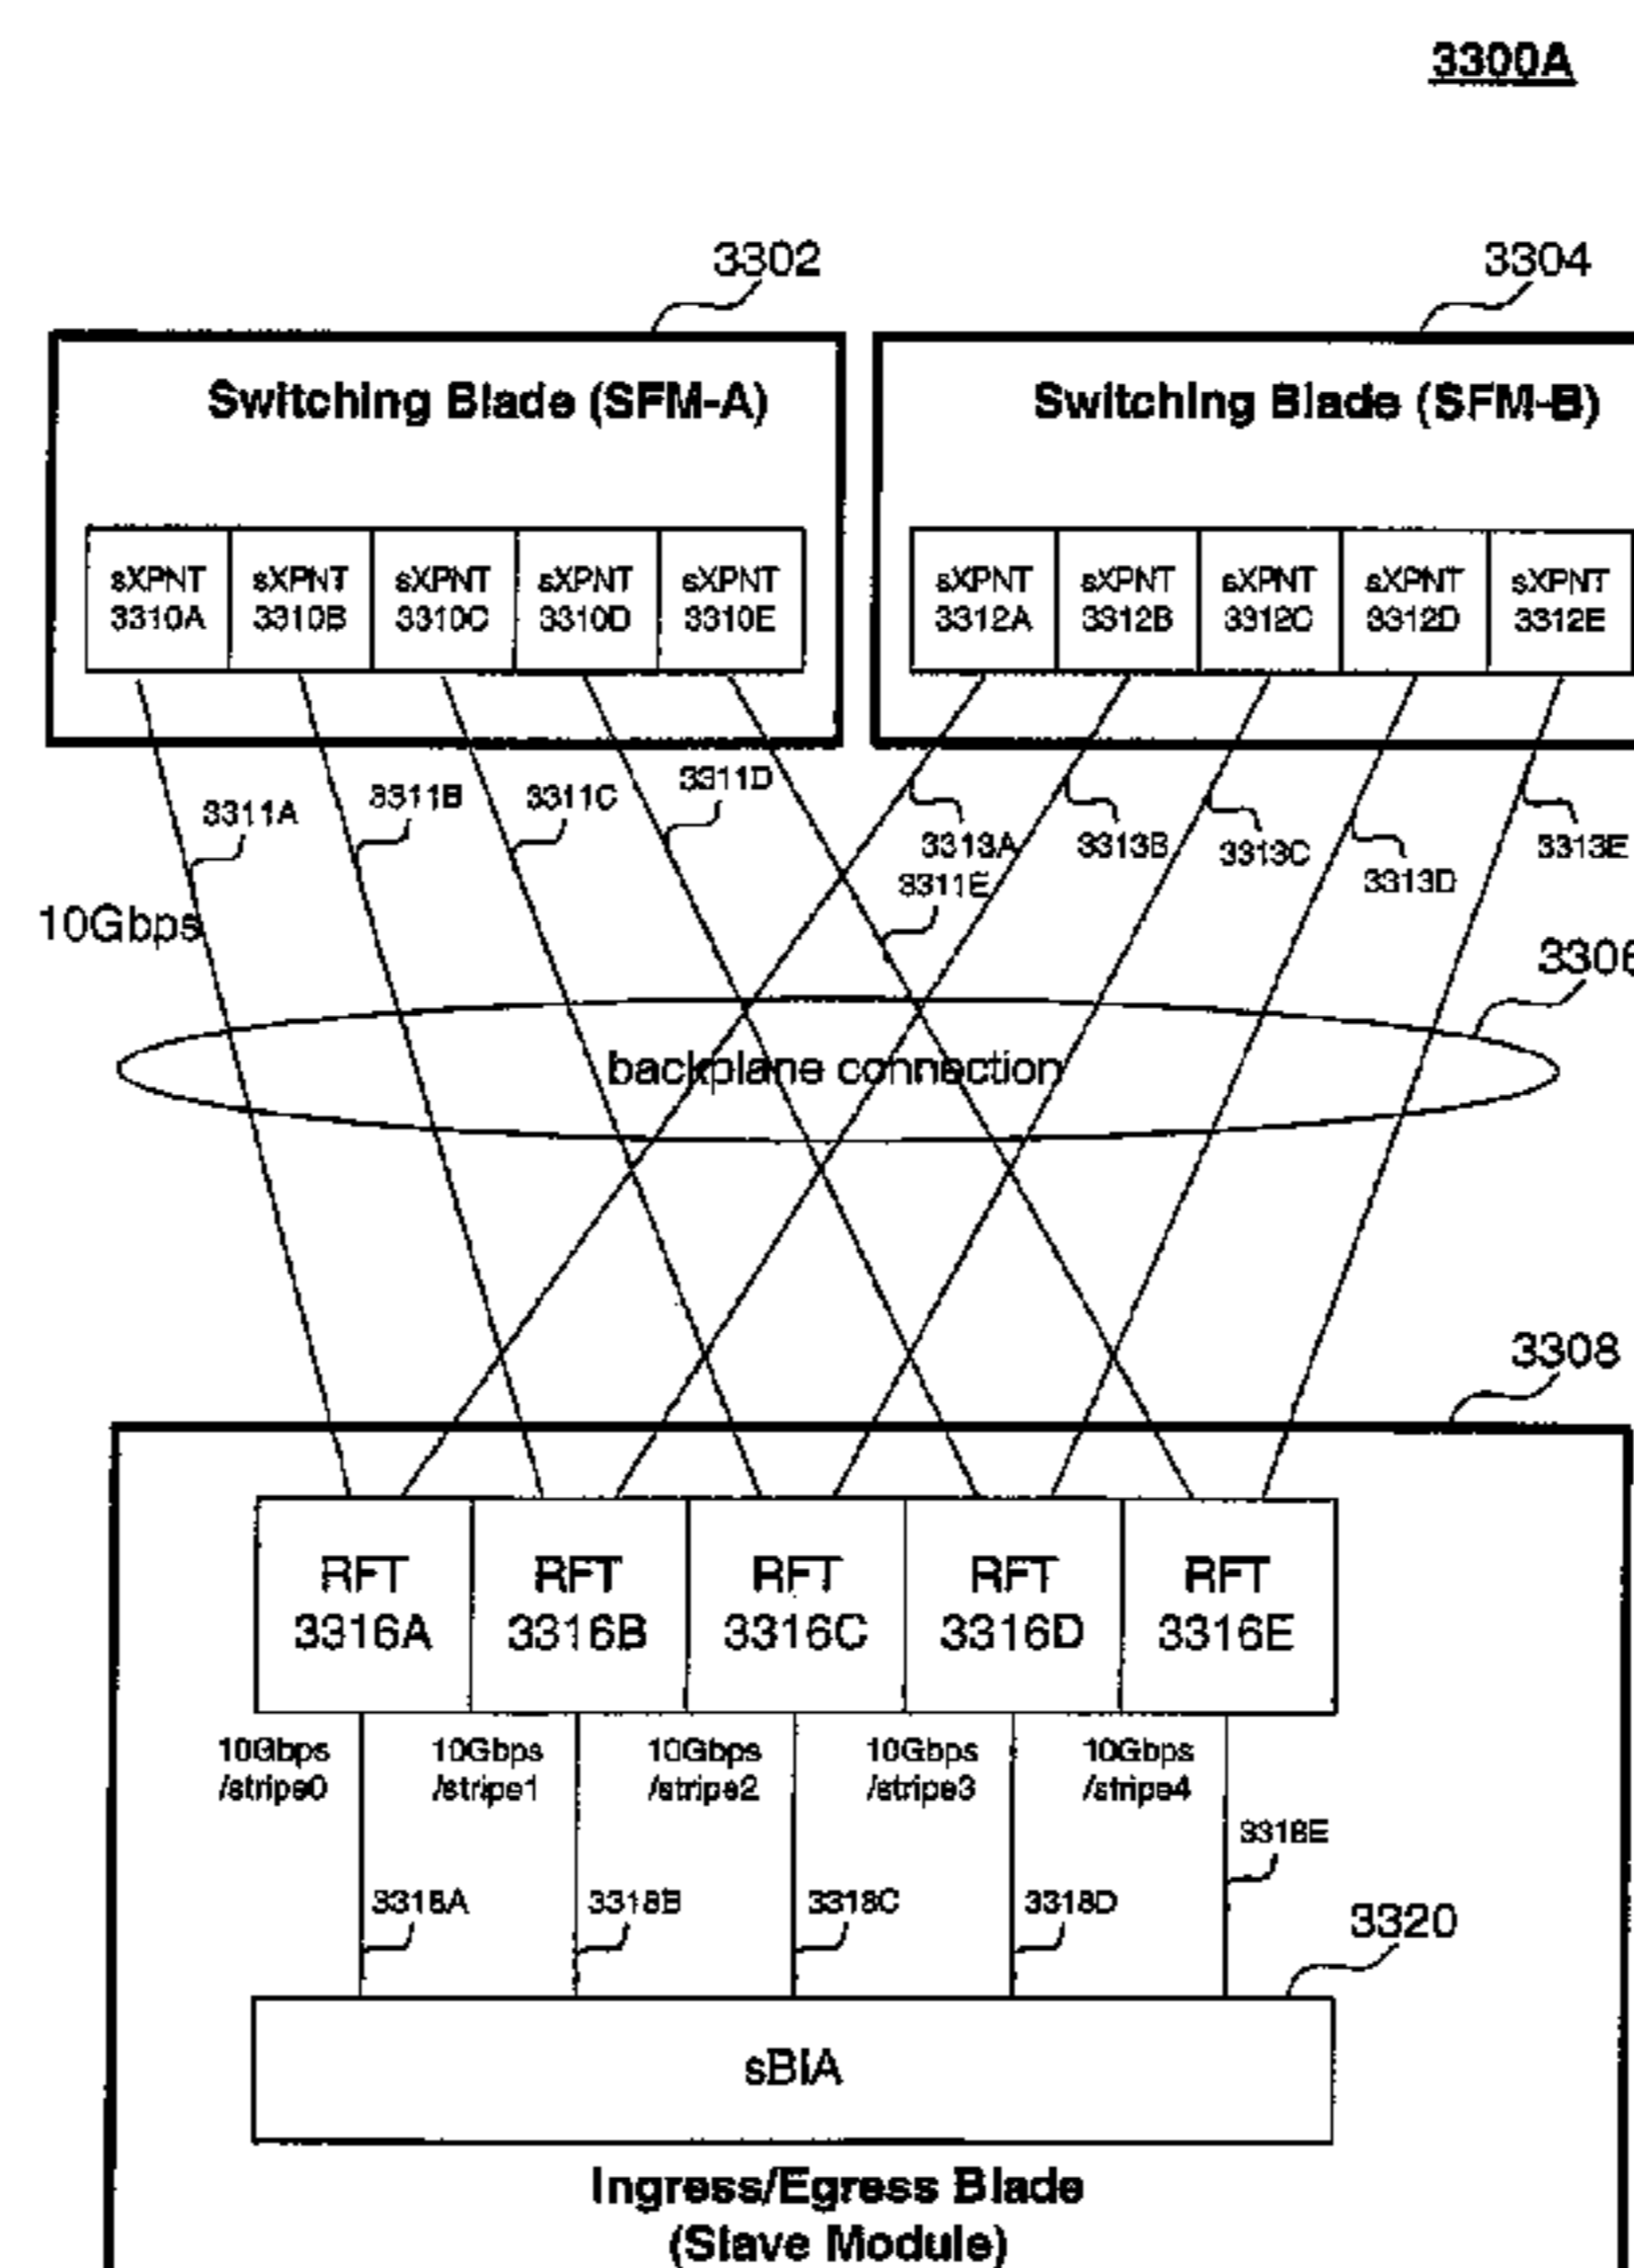 3300A
3302
3304
Switching Blade (SFM-A)
Switching Blade (SFM-B)
sXPNT 3310A
sXPNT 3310B
sXPNT 3310C
sXPNT 3310D
sXPNT 3310E
sXPNT 3312A
sXPNT 3312B
sXPNT 3312C
sXPNT 3312D
sXPNT 3312E
3311A
3311B
3311C
3311D
3311E
3313A
3313B
3313C
3313D
3313E
10Gbps
3306
backplane connection
3308
RFT 3316A
RFT 3316B
RFT 3316C
RFT 3316D
RFT 3316E
10Gbps /stripe0
10Gbps /stripe1
10Gbps /stripe2
10Gbps /stripe3
10Gbps /stripe4
3318A
3318B
3318C
3318D
3318E
3320
sBIA
Ingress/Egress Blade
(Slave Module)